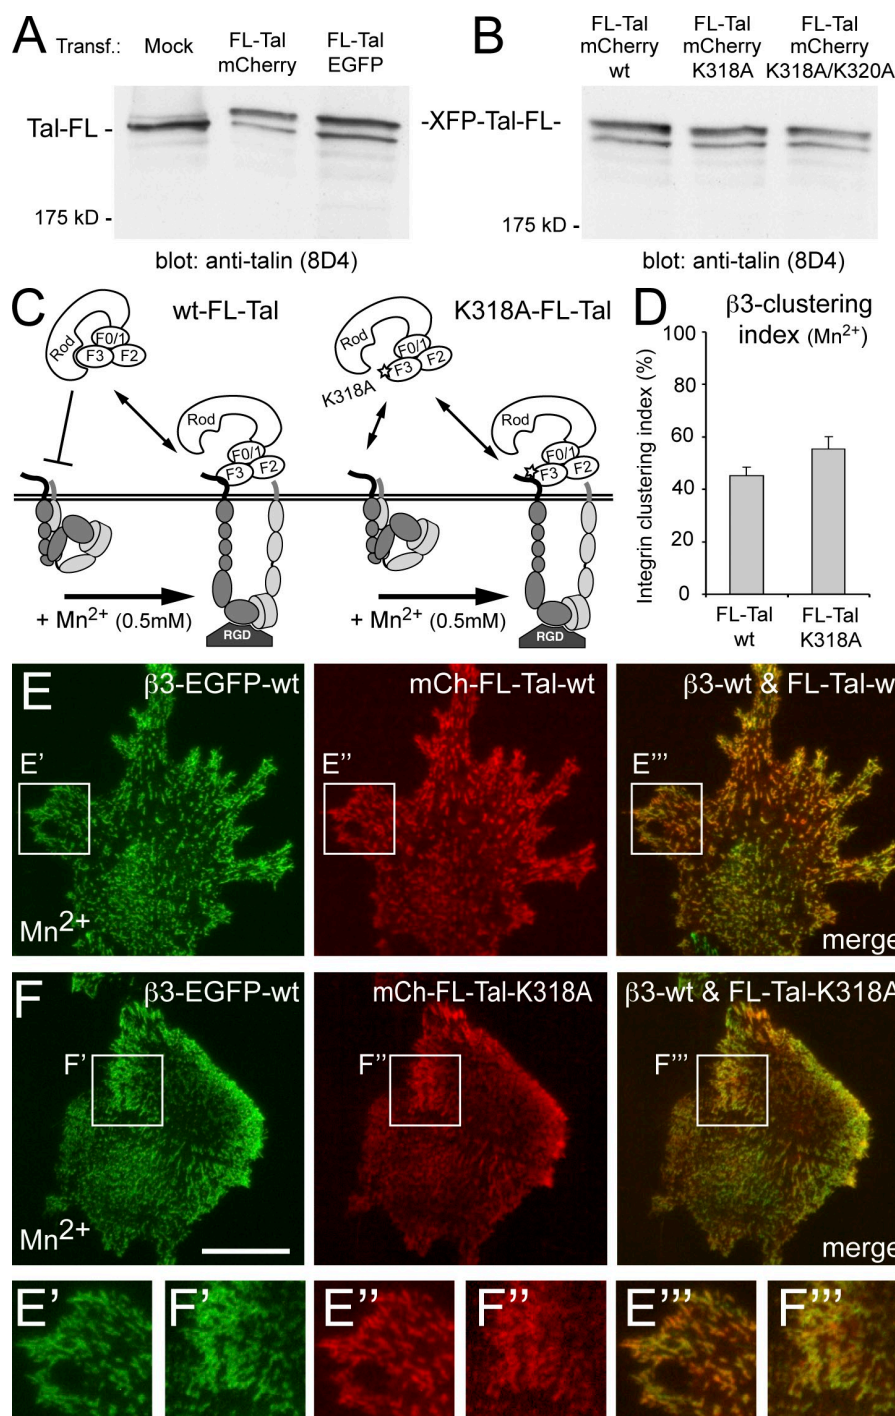 A
Transf.:
Mock
FL-Tal
mCherry
FL-Tal
EGFP
Tal-FL -
175 kD -
blot: anti-talin (8D4)
B
FL-Tal
mCherry
wt
FL-Tal
mCherry
K318A
FL-Tal
mCherry
K318A/K320A
-XFP-Tal-FL-
175 kD -
blot: anti-talin (8D4)
C
wt-FL-Tal
Rod
F0/1
F3
F2
Rod
F0/1
F3
F2
+ Mn²⁺ (0.5mM)
RGD
K318A-FL-Tal
Rod
F0/1
F3
F2
K318A
Rod
F0/1
F3
F2
+ Mn²⁺ (0.5mM)
RGD
D
β3-clustering
index (Mn²⁺)
Integrin clustering index (%)
100
80
60
40
20
0
FL-Tal
wt
FL-Tal
K318A
E
β3-EGFP-wt
E'
Mn²⁺
mCh-FL-Tal-wt
E''
β3-wt & FL-Tal-w
E'''
merge
F
β3-EGFP-wt
F'
Mn²⁺
mCh-FL-Tal-K318A
F''
β3-wt & FL-Tal-K318A
F'''
merge
E'
F'
E''
F''
E'''
F'''